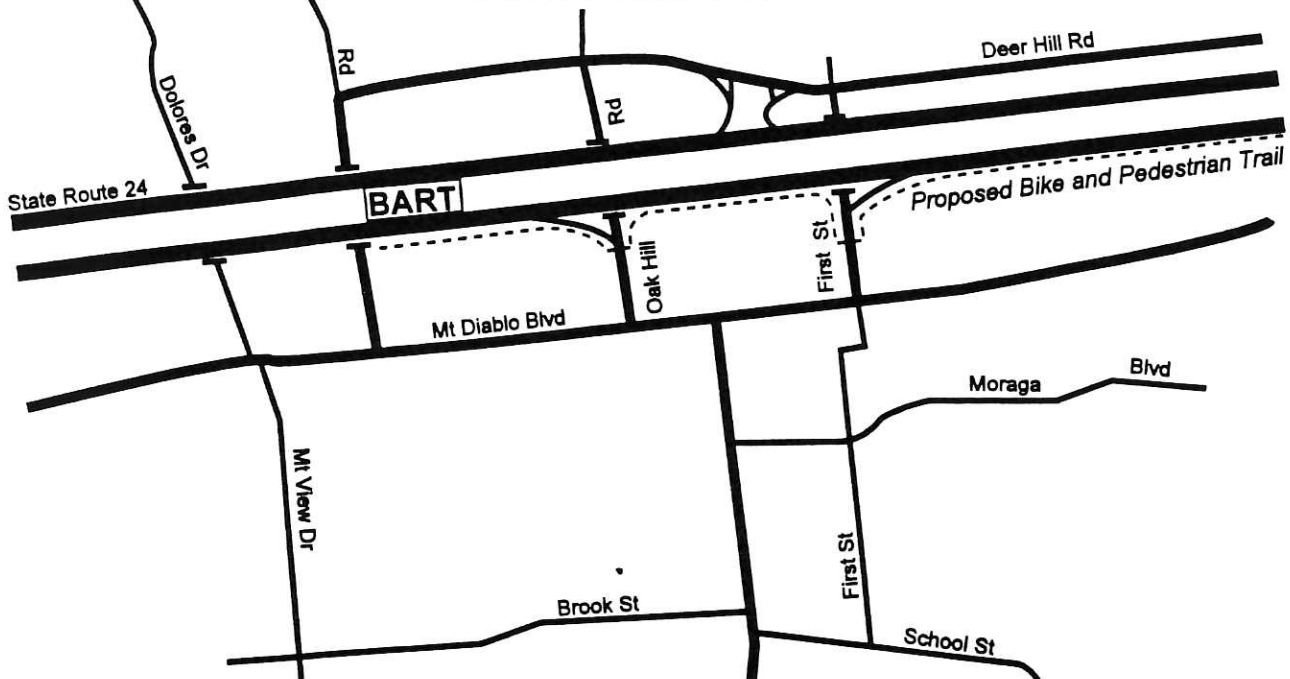 Deer Hill Rd
Rd
Dolores Dr
Rd
State Route 24
BART
Proposed Bike and Pedestrian Trail
First St
Oak Hill
Mt Diablo Blvd
Moraga Blvd
Mt View Dr
First St
Brook St
School St